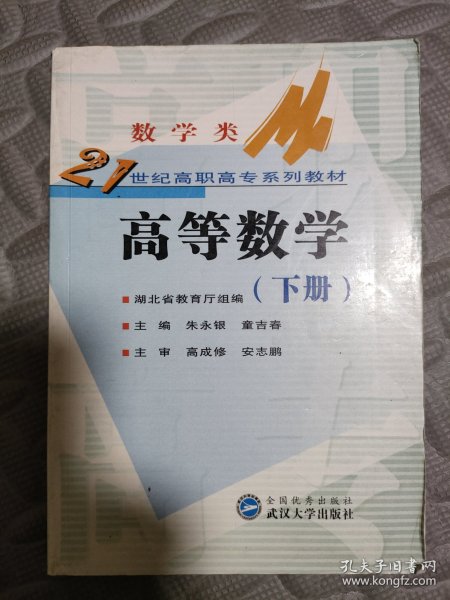 数学类
21世纪高职高专系列教材
高等数学
（下册）
■湖北省教育厅组编
■主编 朱永银 童吉春
■主审 高成修 安志鹏
全国优秀出版社
武汉大学出版社
孔夫子旧书网
www.kongfz.com